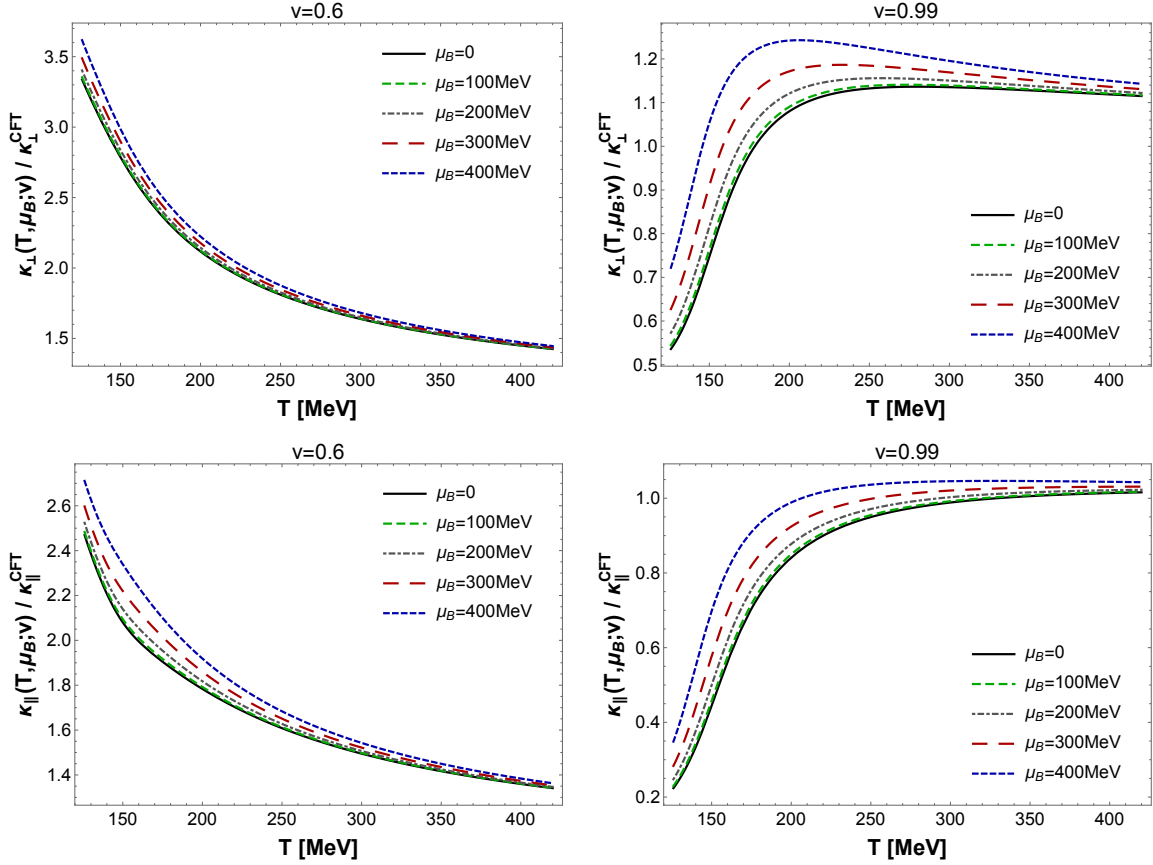 v=0.6
κ⊥(T,μB;v) / κ⊥CFT
3.5
3.0
2.5
2.0
1.5
μB=0
μB=100MeV
μB=200MeV
μB=300MeV
μB=400MeV
150 200 250 300 350 400
T [MeV]
v=0.99
κ⊥(T,μB;v) / κ⊥CFT
1.2
1.1
1.0
0.9
0.8
0.7
0.6
0.5
μB=0
μB=100MeV
μB=200MeV
μB=300MeV
μB=400MeV
150 200 250 300 350 400
T [MeV]
v=0.6
κ||(T,μB;v) / κ||CFT
2.6
2.4
2.2
2.0
1.8
1.6
1.4
μB=0
μB=100MeV
μB=200MeV
μB=300MeV
μB=400MeV
150 200 250 300 350 400
T [MeV]
v=0.99
κ||(T,μB;v) / κ||CFT
1.0
0.8
0.6
0.4
0.2
μB=0
μB=100MeV
μB=200MeV
μB=300MeV
μB=400MeV
150 200 250 300 350 400
T [MeV]